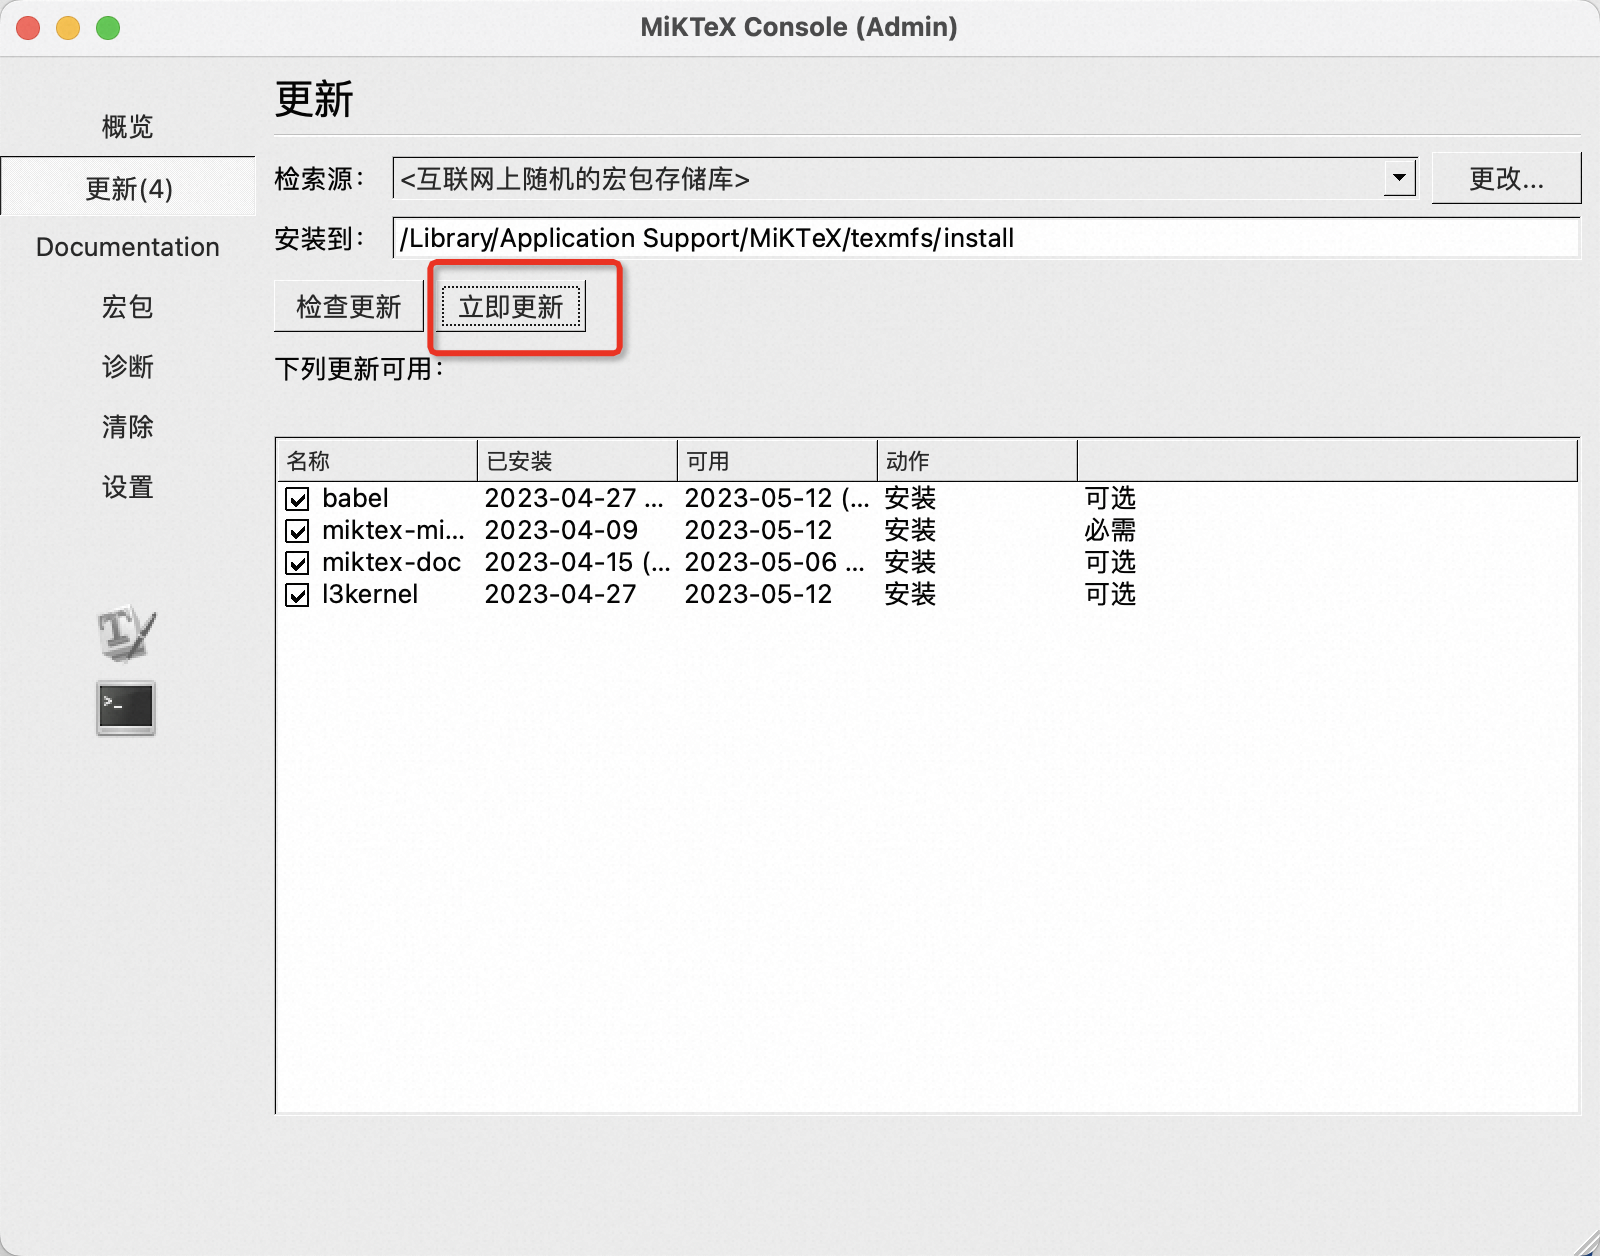 MiKTeX Console (Admin)
概览
更新(4)
Documentation
宏包
诊断
清除
设置
更新
检索源：
<互联网上随机的宏包存储库>
更改...
安装到：
/Library/Application Support/MiKTeX/texmfs/install
检查更新
立即更新
下列更新可用：
名称 已安装 可用 动作
babel 2023-04-27 ... 2023-05-12 (... 安装 可选
miktex-mi... 2023-04-09 2023-05-12 安装 必需
miktex-doc 2023-04-15 (... 2023-05-06 ... 安装 可选
l3kernel 2023-04-27 2023-05-12 安装 可选